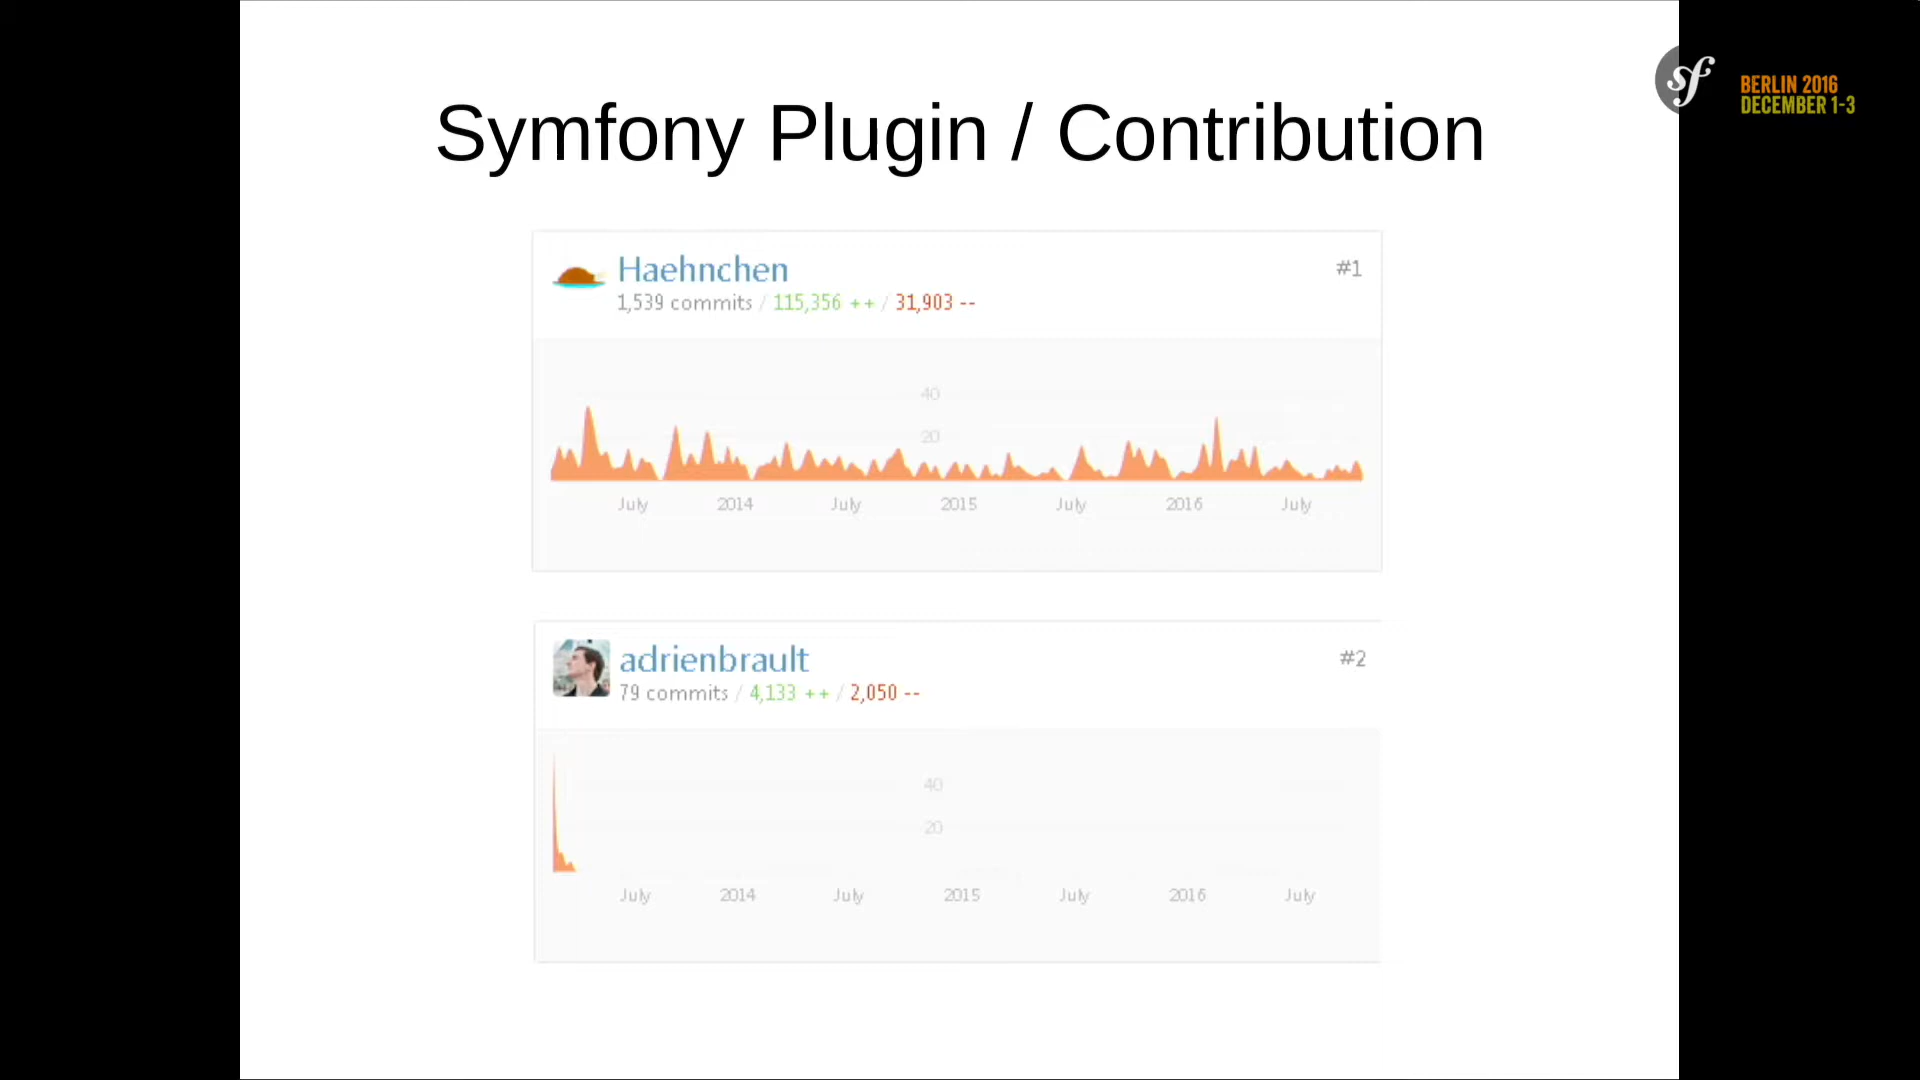 Symfony Plugin / Contribution
sf
BERLIN 2016
DECEMBER 1-3
Haehnchen
#1
1,539 commits / 115,356 ++ / 31,903 --
40
20
July 2014 July 2015 July 2016 July
adrienbrault
#2
79 commits / 4,133 ++ / 2,050 --
40
20
July 2014 July 2015 July 2016 July